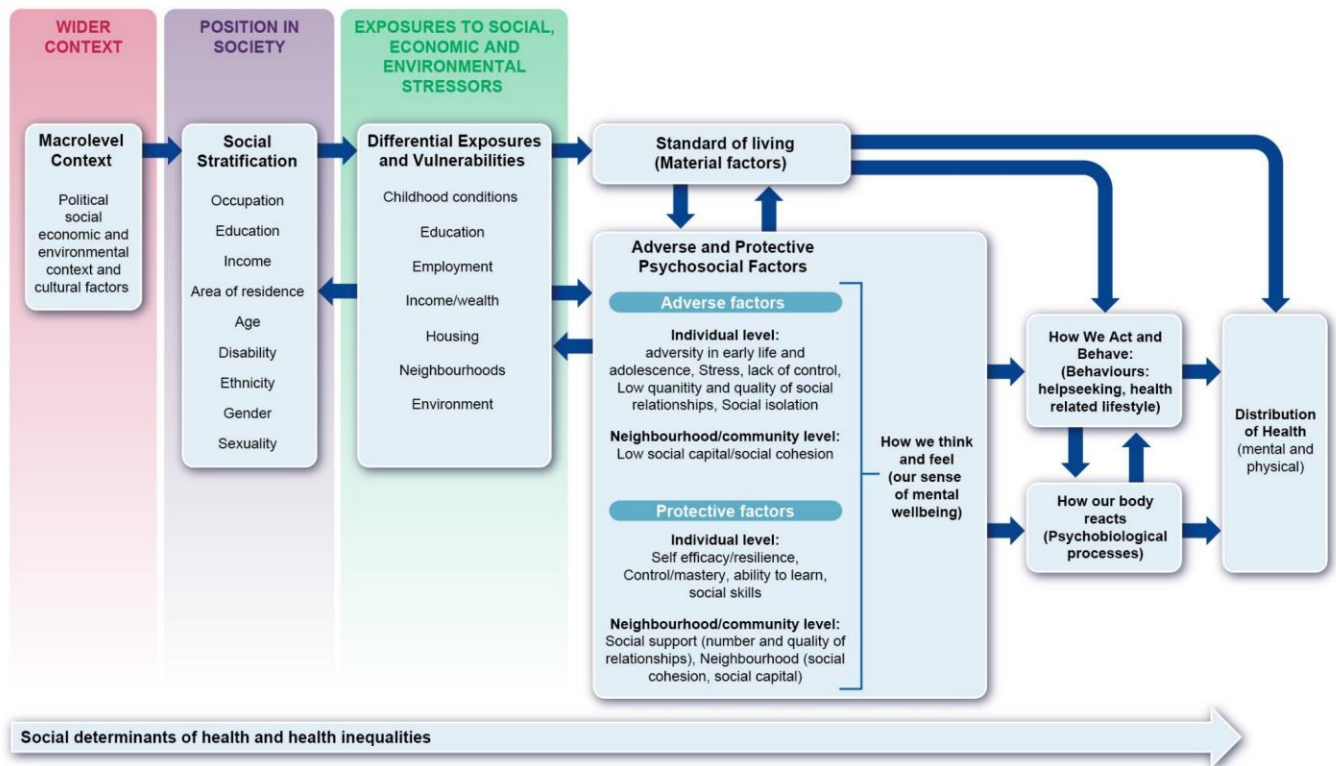 WIDER
CONTEXT
POSITION IN
SOCIETY
EXPOSURES TO SOCIAL,
ECONOMIC AND
ENVIRONMENTAL
STRESSORS
Macrolevel
Context
Political
social
economic and
environmental
context and
cultural factors
Social
Stratification
Occupation
Education
Income
Area of residence
Age
Disability
Ethnicity
Gender
Sexuality
Differential Exposures
and Vulnerabilities
Childhood conditions
Education
Employment
Income/wealth
Housing
Neighbourhoods
Environment
Standard of living
(Material factors)
Adverse and Protective
Psychosocial Factors
Adverse factors
Individual level:
adversity in early life and
adolescence, Stress, lack of control,
Low quanitity and quality of social
relationships, Social isolation
Neighbourhood/community level:
Low social capital/social cohesion
Protective factors
Individual level:
Self efficacy/resilience,
Control/mastery, ability to learn,
social skills
Neighbourhood/community level:
Social support (number and quality of
relationships), Neighbourhood (social
cohesion, social capital)
How we think
and feel
(our sense
of mental
wellbeing)
How We Act and
Behave:
(Behaviours:
helpseeking, health
related lifestyle)
How our body
reacts
(Psychobiological
processes)
Distribution
of Health
(mental and
physical)
Social determinants of health and health inequalities